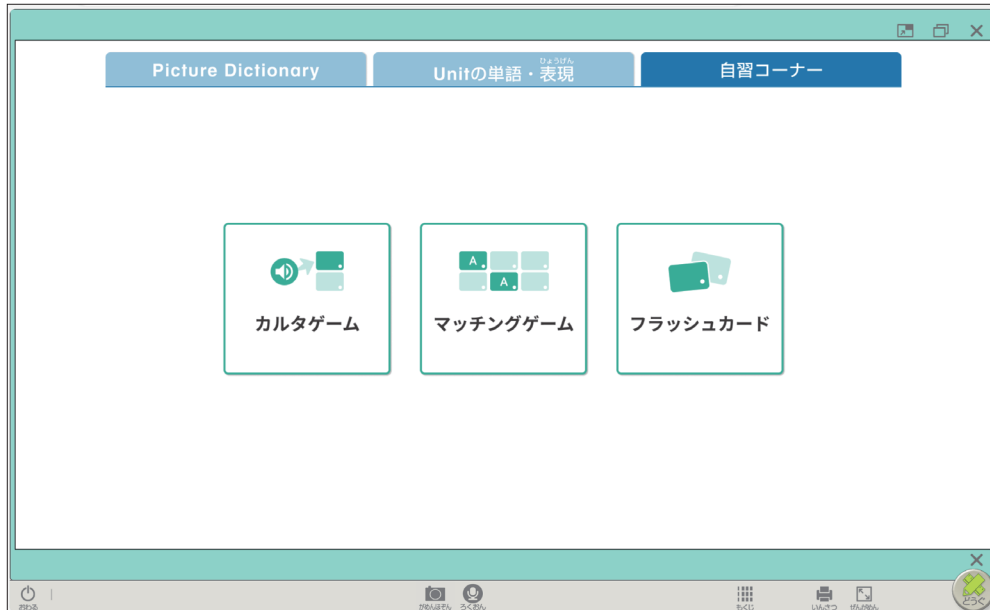 Picture Dictionary
Unitの単語・表現
ひょうげん
自習コーナー
A
A
カルタゲーム
マッチングゲーム
フラッシュカード
おわる
がめんほぞん
ろくおん
もくじ
いんさつ
ぜんがめん
どうぐ